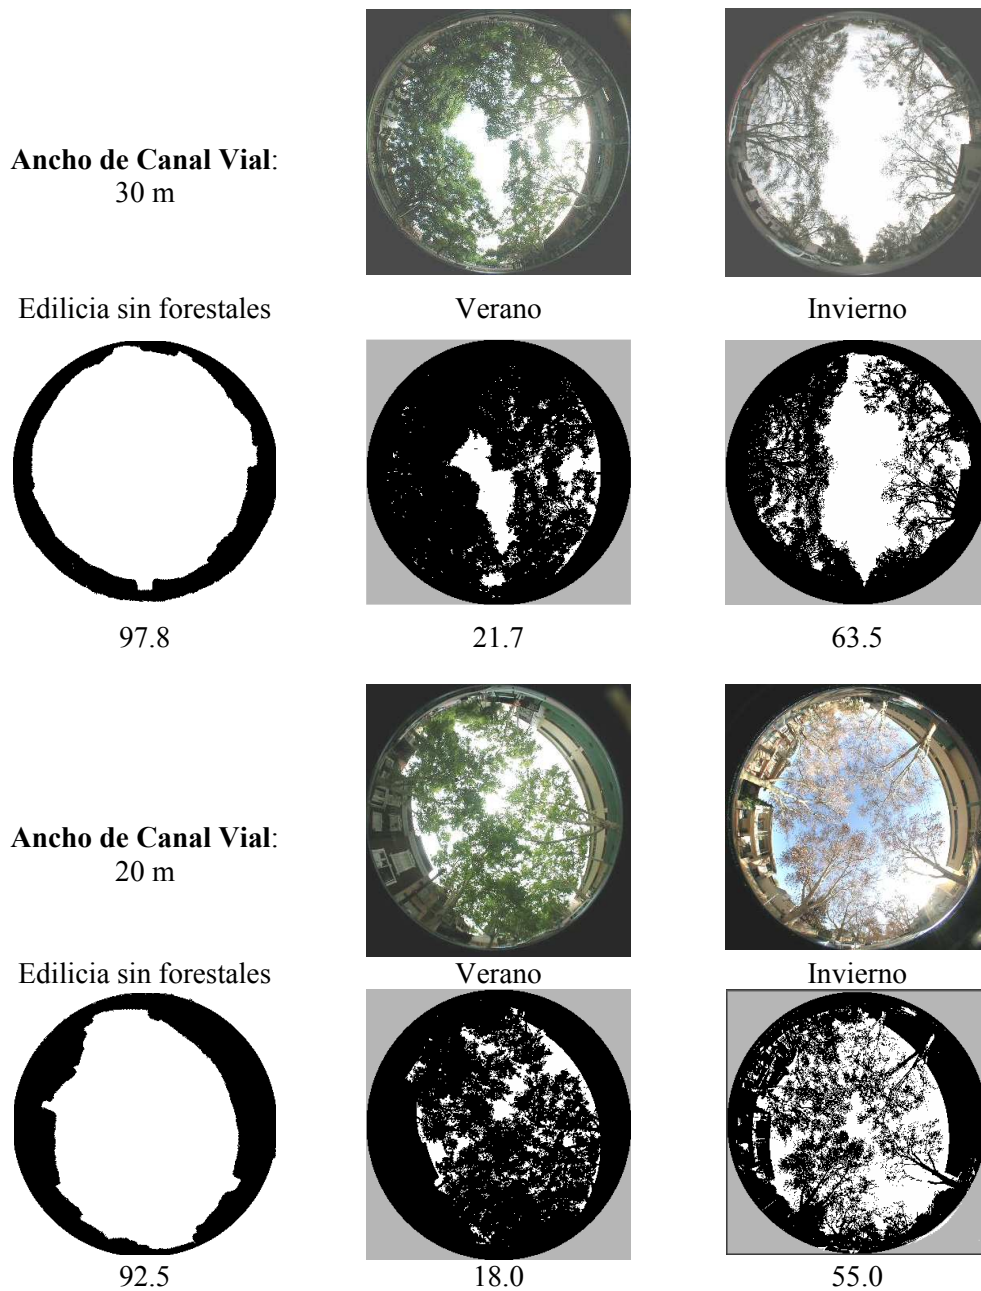 Ancho de Canal Vial:
30 m
Edilicia sin forestales
Verano
Invierno
97.8
21.7
63.5
Ancho de Canal Vial:
20 m
Edilicia sin forestales
Verano
Invierno
92.5
18.0
55.0